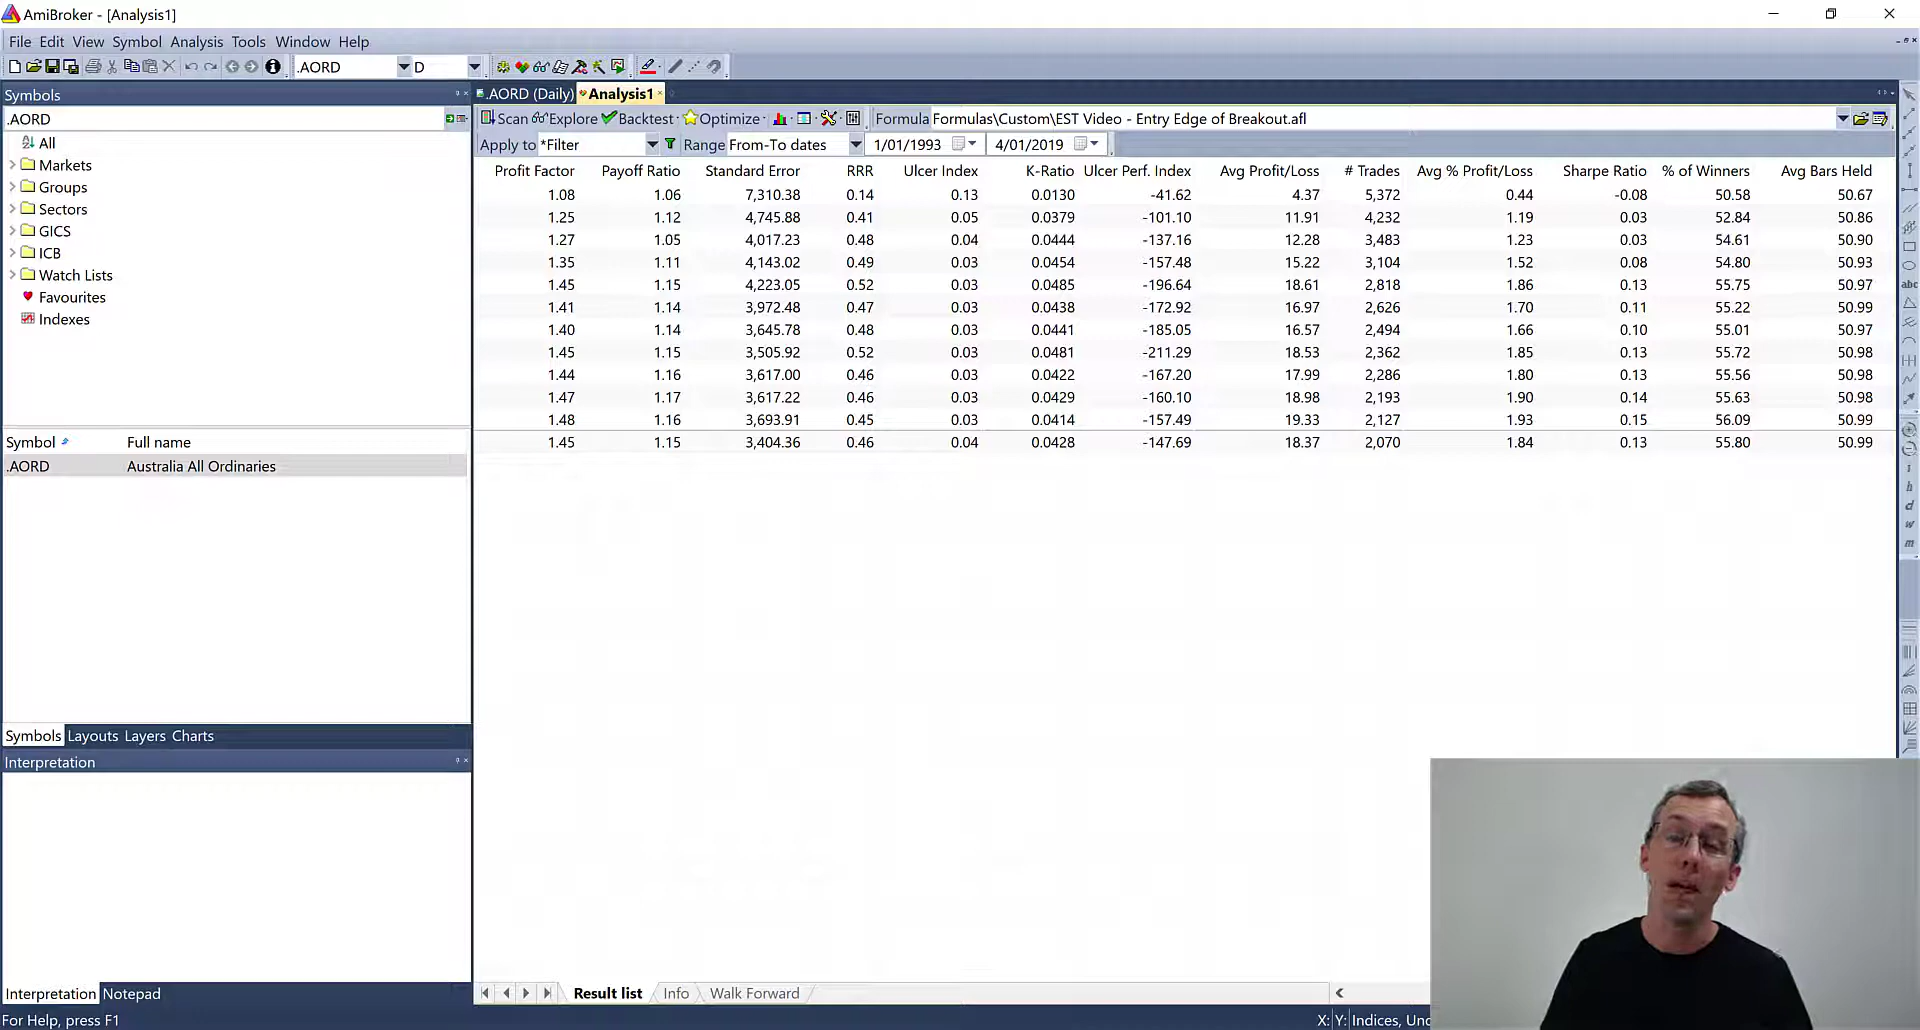 AmiBroker - [Analysis1]
File Edit View Symbol Analysis Tools Window Help
.AORD D
Symbols
.AORD (Daily) Analysis1
.AORD
Scan Explore Backtest Optimize Formula Formulas\Custom\EST Video - Entry Edge of Breakout.afl
All
Apply to *Filter Range From-To dates 1/01/1993 4/01/2019
Markets
Groups
Sectors
GICS
ICB
Watch Lists
Favourites
Indexes
Profit Factor Payoff Ratio Standard Error RRR Ulcer Index K-Ratio Ulcer Perf. Index Avg Profit/Loss # Trades Avg % Profit/Loss Sharpe Ratio % of Winners Avg Bars Held
1.08 1.06 7,310.38 0.14 0.13 0.0130 -41.62 4.37 5,372 0.44 -0.08 50.58 50.67
1.25 1.12 4,745.88 0.41 0.05 0.0379 -101.10 11.91 4,232 1.19 0.03 52.84 50.86
1.27 1.05 4,017.23 0.48 0.04 0.0444 -137.16 12.28 3,483 1.23 0.03 54.61 50.90
1.35 1.11 4,143.02 0.49 0.03 0.0454 -157.48 15.22 3,104 1.52 0.08 54.80 50.93
1.45 1.15 4,223.05 0.52 0.03 0.0485 -196.64 18.61 2,818 1.86 0.13 55.75 50.97
1.41 1.14 3,972.48 0.47 0.03 0.0438 -172.92 16.97 2,626 1.70 0.11 55.22 50.99
1.40 1.14 3,645.78 0.48 0.03 0.0441 -185.05 16.57 2,494 1.66 0.10 55.01 50.97
1.45 1.15 3,505.92 0.52 0.03 0.0481 -211.29 18.53 2,362 1.85 0.13 55.72 50.98
1.44 1.16 3,617.00 0.46 0.03 0.0422 -167.20 17.99 2,286 1.80 0.13 55.56 50.98
1.47 1.17 3,617.22 0.46 0.03 0.0429 -160.10 18.98 2,193 1.90 0.14 55.63 50.98
1.48 1.16 3,693.91 0.45 0.03 0.0414 -157.49 19.33 2,127 1.93 0.15 56.09 50.99
1.45 1.15 3,404.36 0.46 0.04 0.0428 -147.69 18.37 2,070 1.84 0.13 55.80 50.99
Symbol Full name
.AORD Australia All Ordinaries
Symbols Layouts Layers Charts
Interpretation
Interpretation Notepad
Result list Info Walk Forward
For Help, press F1
X: Y: Indices, Unc
abc
h
d
w
m